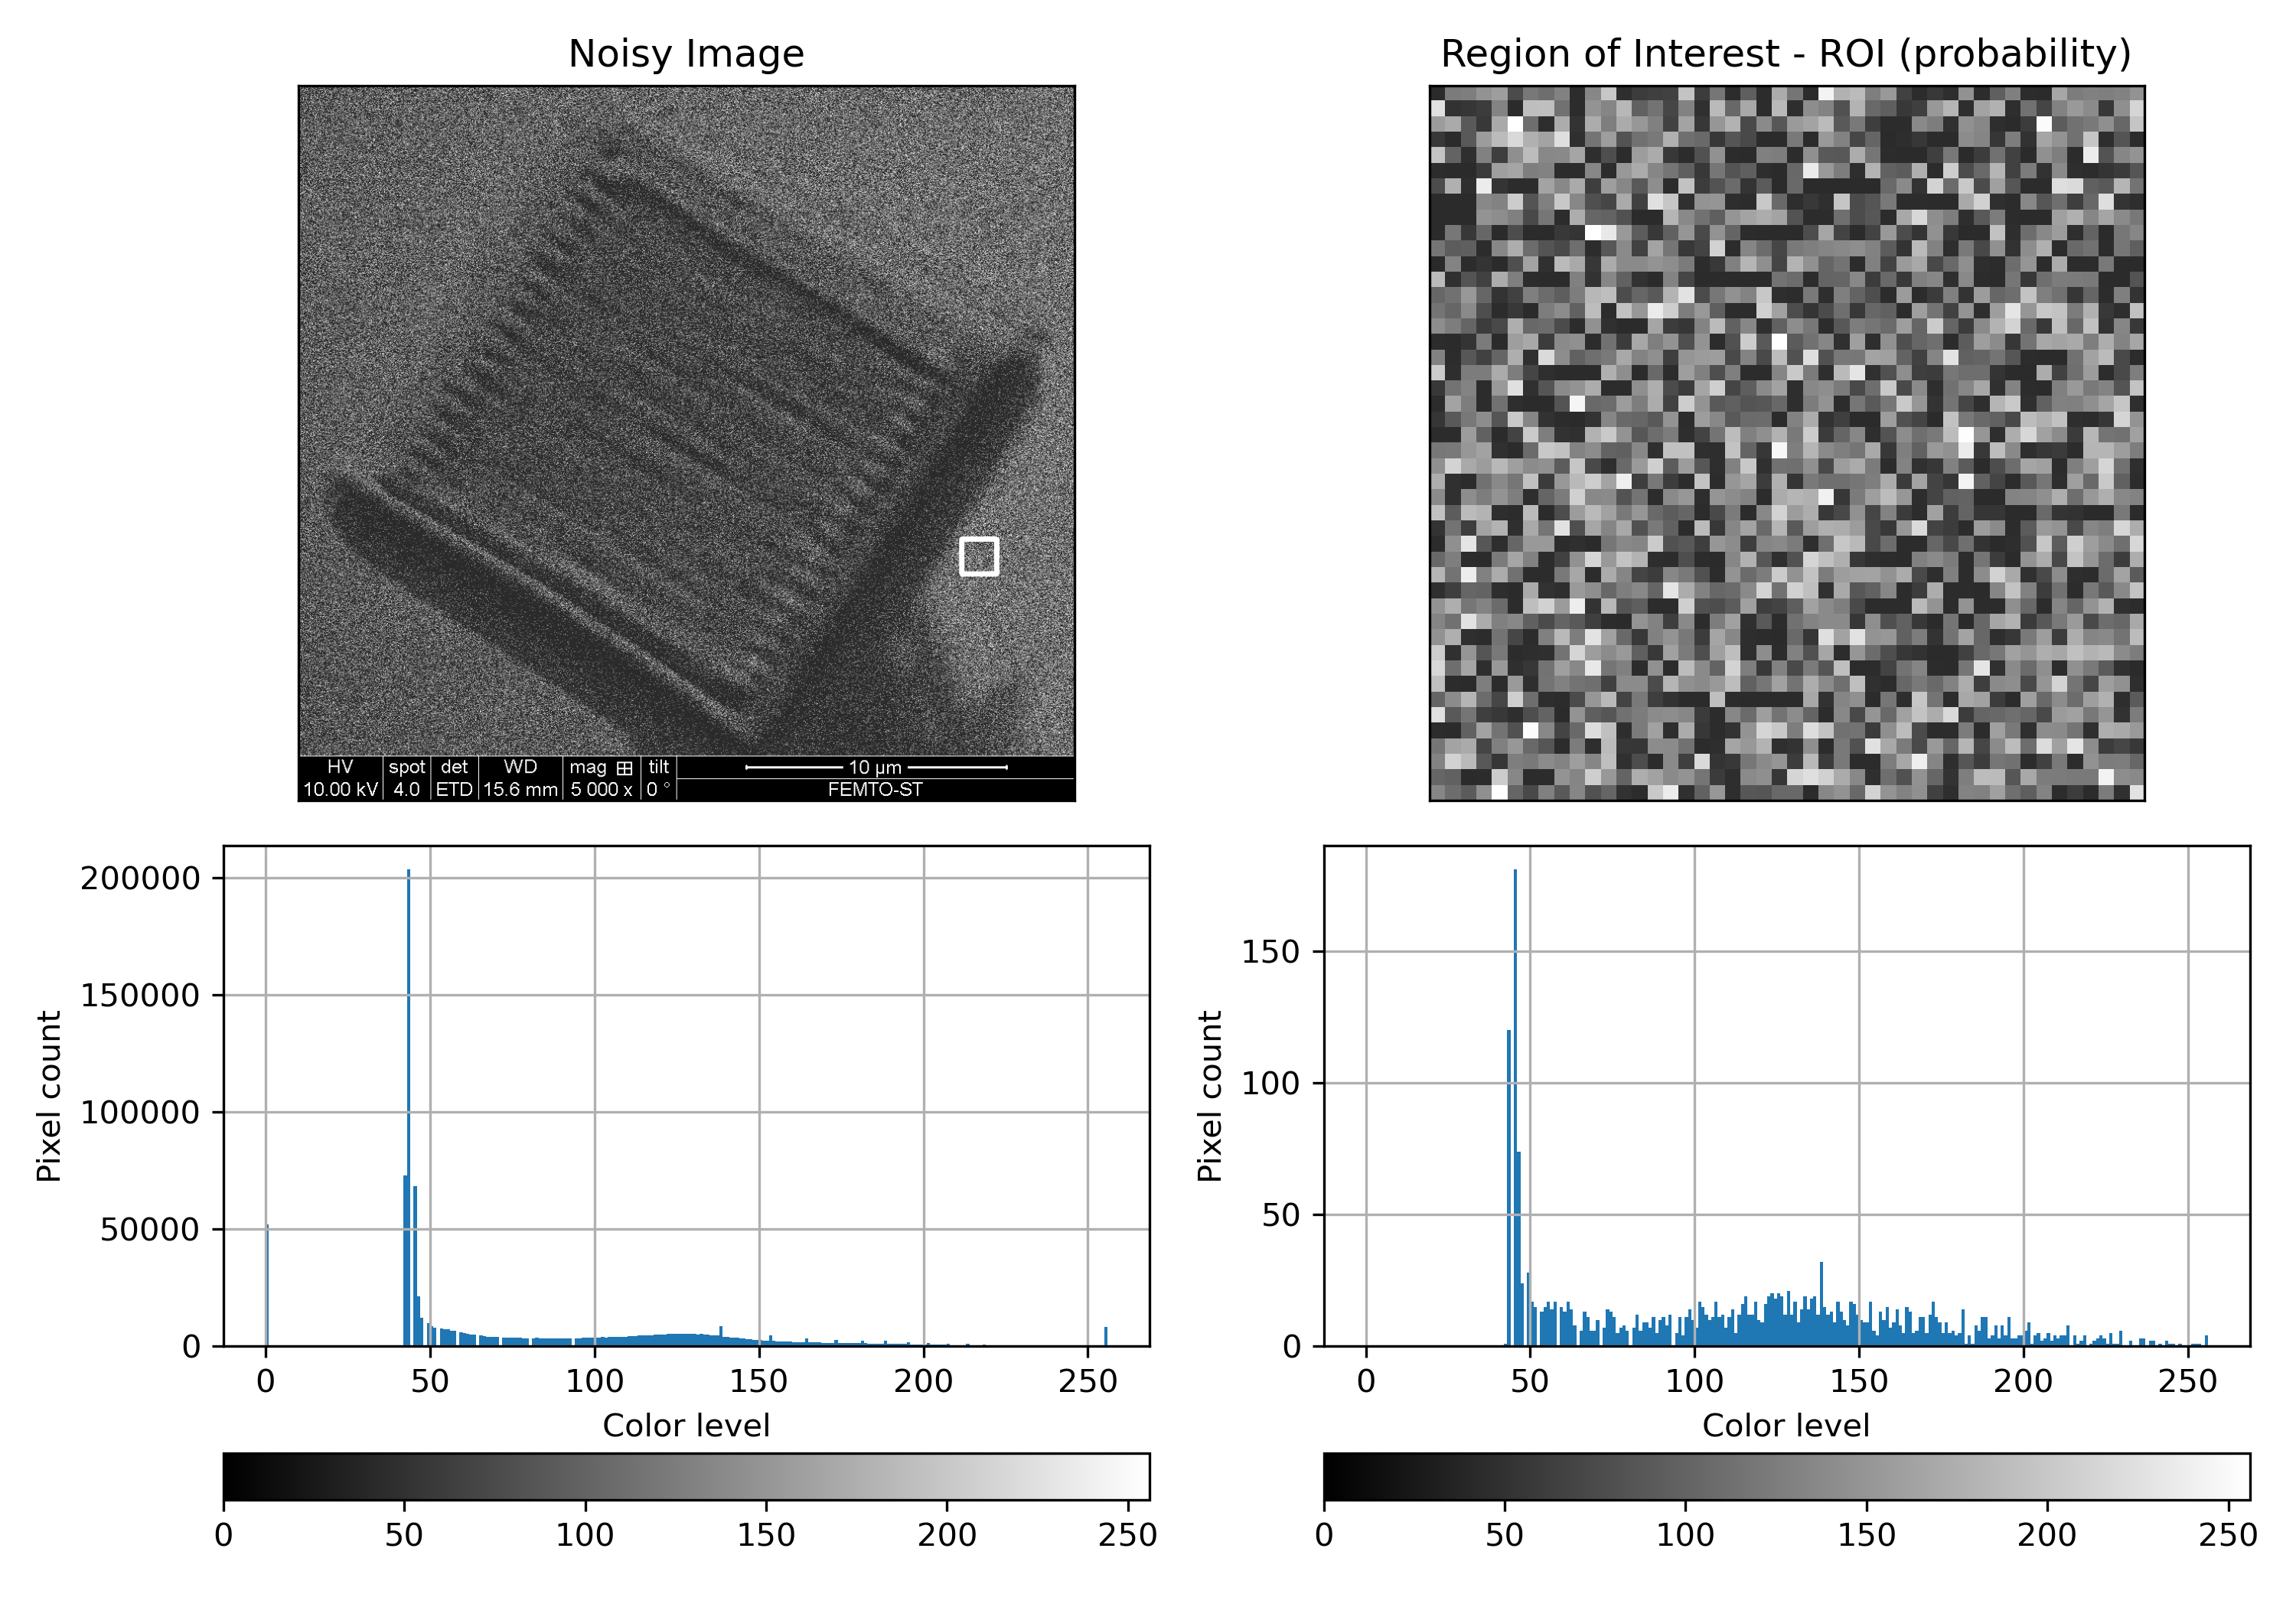 Noisy Image
Region of Interest - ROI (probability)
HV spot det WD mag ⊞ tilt 10 µm
10.00 kV 4.0 ETD 15.6 mm 5 000 x 0 ° FEMTO-ST
200000
150000
100000
50000
0
Pixel count
0 50 100 150 200 250
Color level
0 50 100 150 200 250
150
100
50
0
Pixel count
0 50 100 150 200 250
Color level
0 50 100 150 200 250